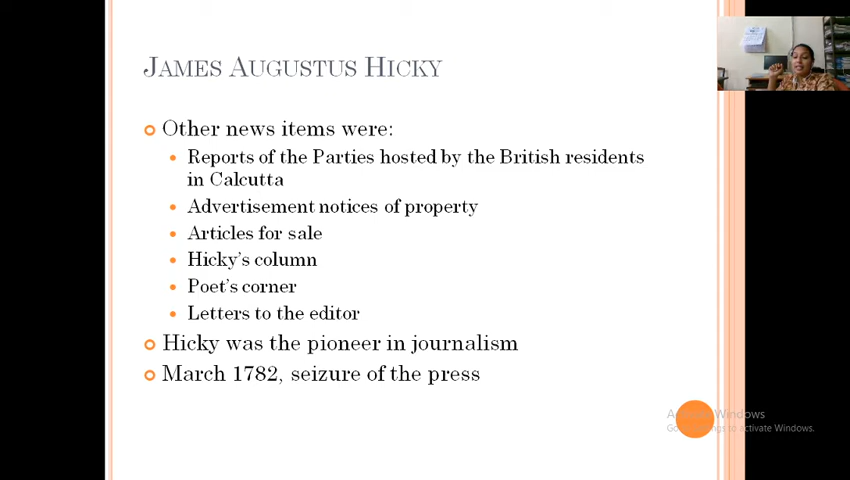 JAMES AUGUSTUS HICKY
Other news items were:
Reports of the Parties hosted by the British residents
in Calcutta
Advertisement notices of property
Articles for sale
Hicky's column
Poet's corner
Letters to the editor
Hicky was the pioneer in journalism
March 1782, seizure of the press
Activate Windows
Go to Settings to activate Windows.